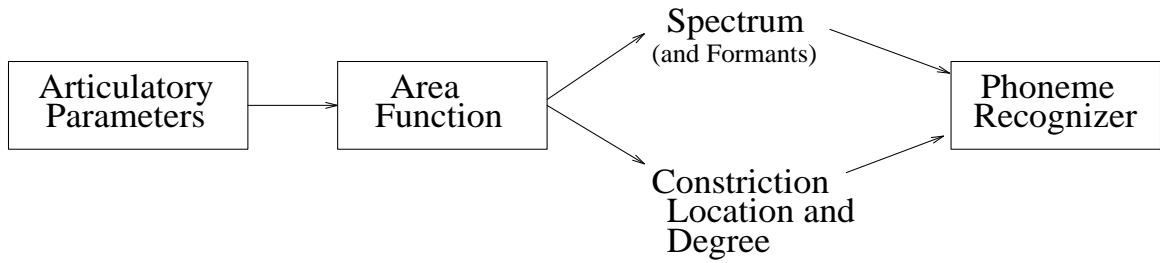 Articulatory
Parameters
Area
Function
Spectrum
(and Formants)
Constriction
Location and
Degree
Phoneme
Recognizer